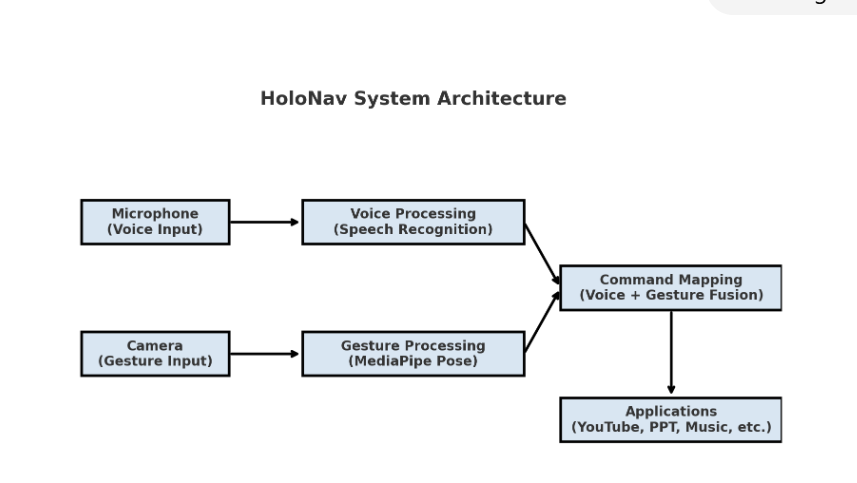 HoloNav System Architecture
Microphone
(Voice Input)
Voice Processing
(Speech Recognition)
Command Mapping
(Voice + Gesture Fusion)
Camera
(Gesture Input)
Gesture Processing
(MediaPipe Pose)
Applications
(YouTube, PPT, Music, etc.)